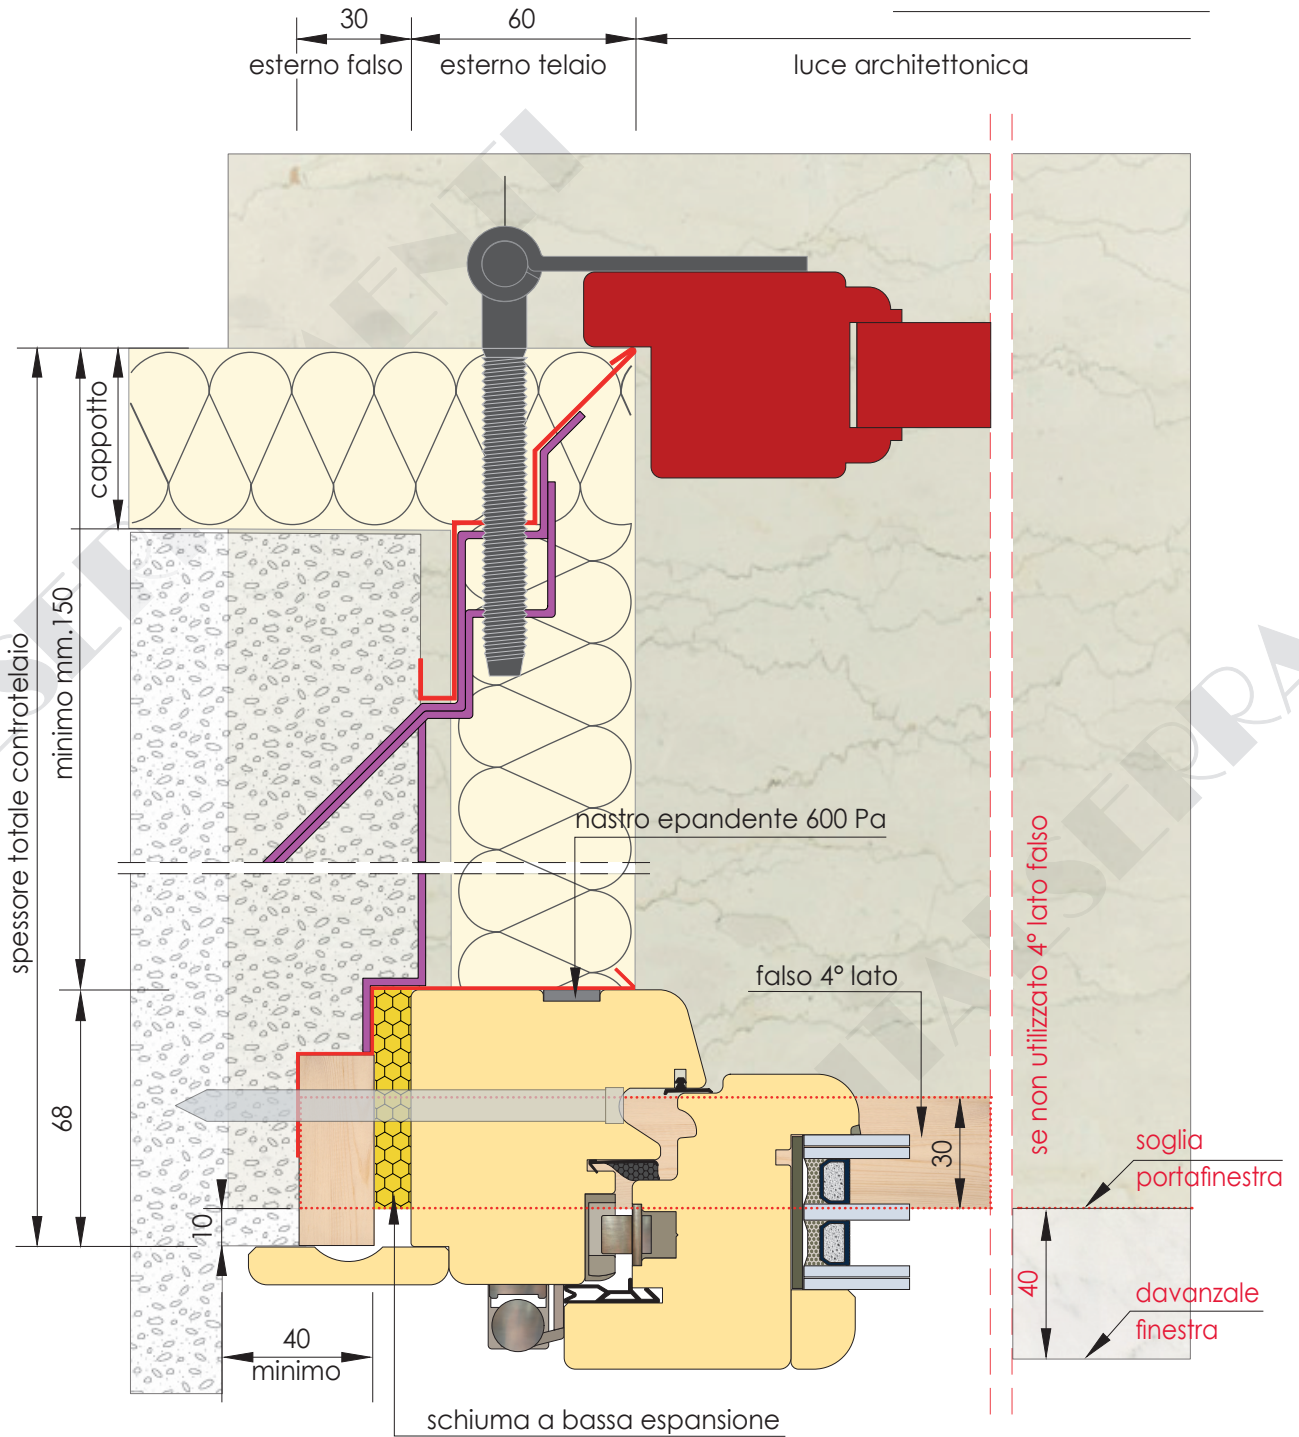 30
60
esterno falso
esterno telaio
luce architettonica
cappotto
minimo mm.150
spessore totale controtelaio
nastro epandente 600 Pa
falso 4° lato
se non utilizzato 4° lato falso
68
30
soglia
portafinestra
10
40
davanzale
finestra
40
minimo
schiuma a bassa espansione